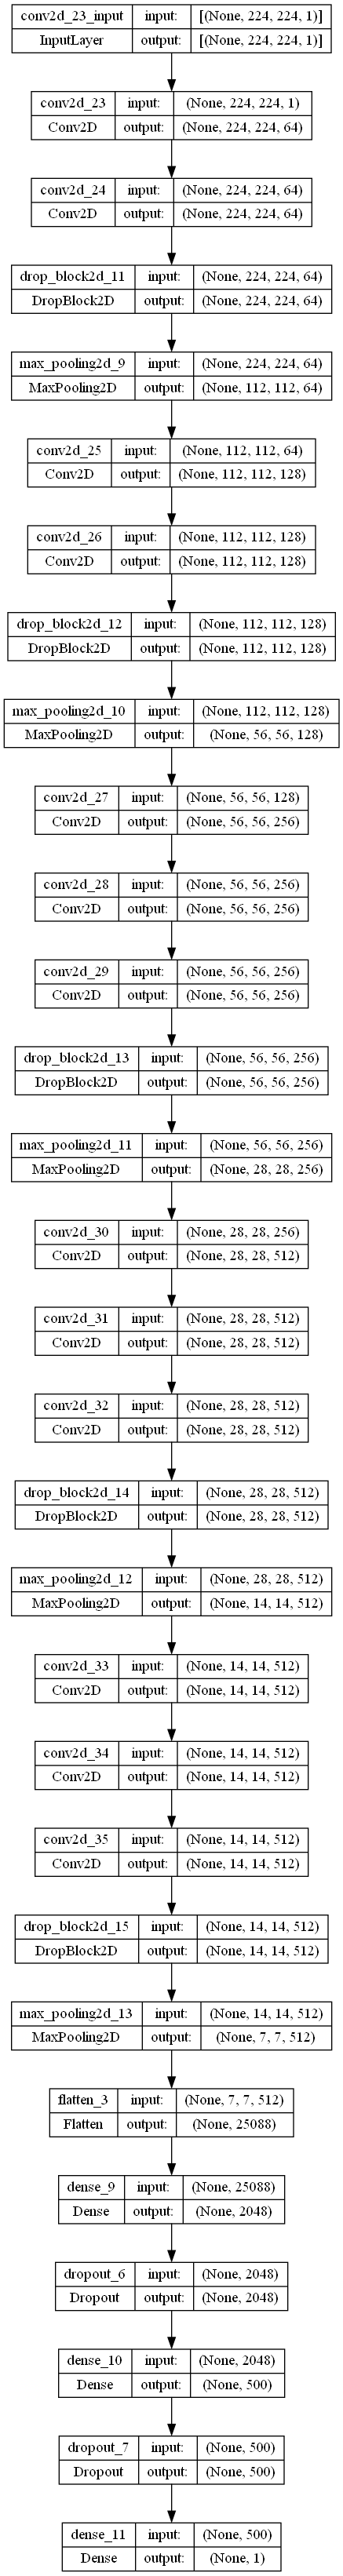 conv2d_23_input input: [(None, 224, 224, 1)]
InputLayer output: [(None, 224, 224, 1)]
conv2d_23 input: (None, 224, 224, 1)
Conv2D output: (None, 224, 224, 64)
conv2d_24 input: (None, 224, 224, 64)
Conv2D output: (None, 224, 224, 64)
drop_block2d_11 input: (None, 224, 224, 64)
DropBlock2D output: (None, 224, 224, 64)
max_pooling2d_9 input: (None, 224, 224, 64)
MaxPooling2D output: (None, 112, 112, 64)
conv2d_25 input: (None, 112, 112, 64)
Conv2D output: (None, 112, 112, 128)
conv2d_26 input: (None, 112, 112, 128)
Conv2D output: (None, 112, 112, 128)
drop_block2d_12 input: (None, 112, 112, 128)
DropBlock2D output: (None, 112, 112, 128)
max_pooling2d_10 input: (None, 112, 112, 128)
MaxPooling2D output: (None, 56, 56, 128)
conv2d_27 input: (None, 56, 56, 128)
Conv2D output: (None, 56, 56, 256)
conv2d_28 input: (None, 56, 56, 256)
Conv2D output: (None, 56, 56, 256)
conv2d_29 input: (None, 56, 56, 256)
Conv2D output: (None, 56, 56, 256)
drop_block2d_13 input: (None, 56, 56, 256)
DropBlock2D output: (None, 56, 56, 256)
max_pooling2d_11 input: (None, 56, 56, 256)
MaxPooling2D output: (None, 28, 28, 256)
conv2d_30 input: (None, 28, 28, 256)
Conv2D output: (None, 28, 28, 512)
conv2d_31 input: (None, 28, 28, 512)
Conv2D output: (None, 28, 28, 512)
conv2d_32 input: (None, 28, 28, 512)
Conv2D output: (None, 28, 28, 512)
drop_block2d_14 input: (None, 28, 28, 512)
DropBlock2D output: (None, 28, 28, 512)
max_pooling2d_12 input: (None, 28, 28, 512)
MaxPooling2D output: (None, 14, 14, 512)
conv2d_33 input: (None, 14, 14, 512)
Conv2D output: (None, 14, 14, 512)
conv2d_34 input: (None, 14, 14, 512)
Conv2D output: (None, 14, 14, 512)
conv2d_35 input: (None, 14, 14, 512)
Conv2D output: (None, 14, 14, 512)
drop_block2d_15 input: (None, 14, 14, 512)
DropBlock2D output: (None, 14, 14, 512)
max_pooling2d_13 input: (None, 14, 14, 512)
MaxPooling2D output: (None, 7, 7, 512)
flatten_3 input: (None, 7, 7, 512)
Flatten output: (None, 25088)
dense_9 input: (None, 25088)
Dense output: (None, 2048)
dropout_6 input: (None, 2048)
Dropout output: (None, 2048)
dense_10 input: (None, 2048)
Dense output: (None, 500)
dropout_7 input: (None, 500)
Dropout output: (None, 500)
dense_11 input: (None, 500)
Dense output: (None, 1)